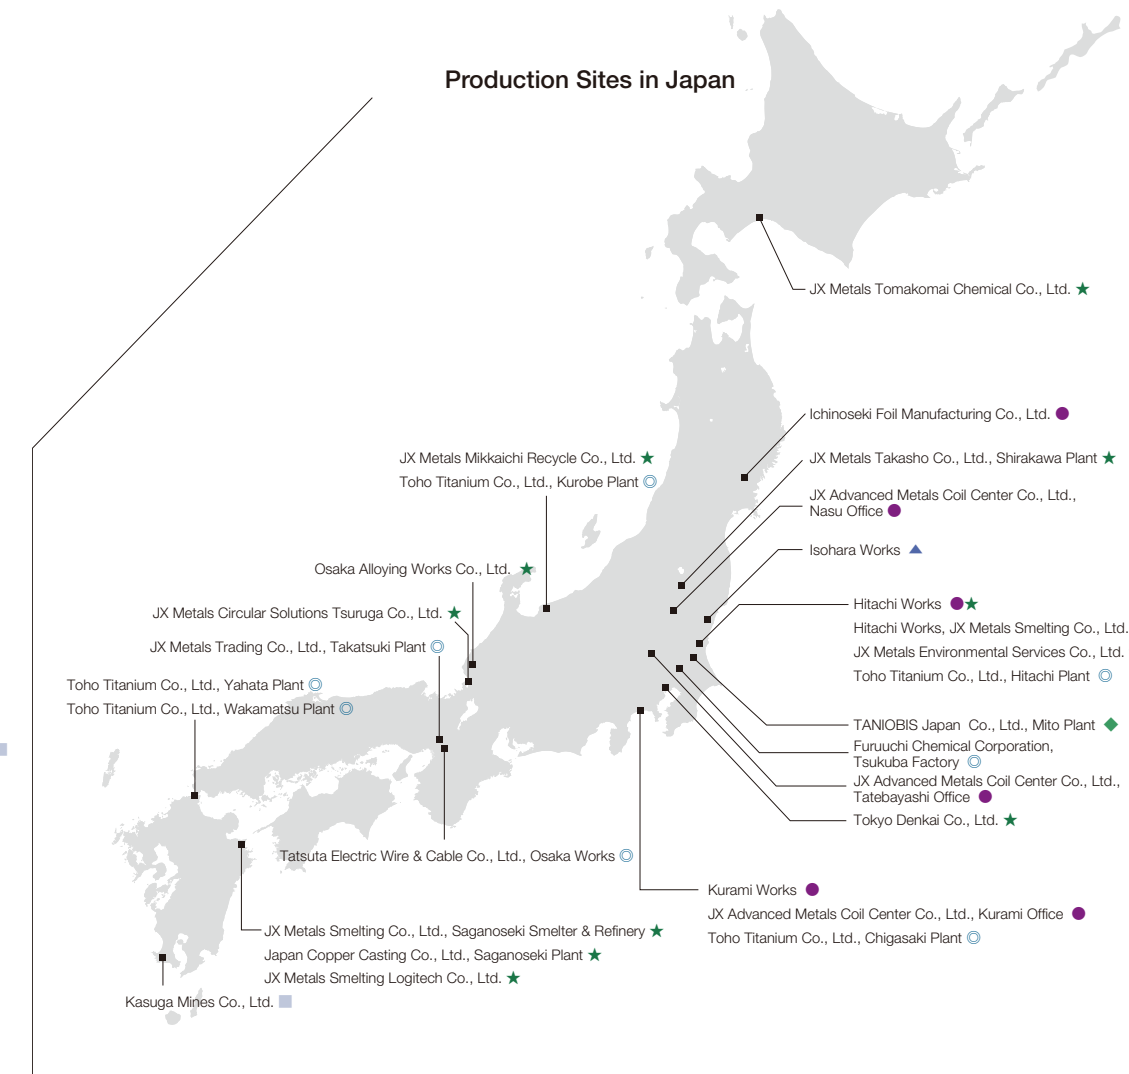 Production Sites in Japan
JX Metals Tomakomai Chemical Co., Ltd. ★
Ichinoseki Foil Manufacturing Co., Ltd. ●
JX Metals Mikkaichi Recycle Co., Ltd. ★
Toho Titanium Co., Ltd., Kurobe Plant ◎
JX Metals Takasho Co., Ltd., Shirakawa Plant ★
JX Advanced Metals Coil Center Co., Ltd.,
Nasu Office ●
Isohara Works ▲
Osaka Alloying Works Co., Ltd. ★
JX Metals Circular Solutions Tsuruga Co., Ltd. ★
JX Metals Trading Co., Ltd., Takatsuki Plant ◎
Hitachi Works ●★
Hitachi Works, JX Metals Smelting Co., Ltd.
JX Metals Environmental Services Co., Ltd.
Toho Titanium Co., Ltd., Hitachi Plant ◎
Toho Titanium Co., Ltd., Yahata Plant ◎
Toho Titanium Co., Ltd., Wakamatsu Plant ◎
TANIOBIS Japan Co., Ltd., Mito Plant ◆
Furuuchi Chemical Corporation,
Tsukuba Factory ◎
JX Advanced Metals Coil Center Co., Ltd.,
Tatebayashi Office ●
Tokyo Denkai Co., Ltd. ★
Tatsuta Electric Wire & Cable Co., Ltd., Osaka Works ◎
Kurami Works ●
JX Advanced Metals Coil Center Co., Ltd., Kurami Office ●
Toho Titanium Co., Ltd., Chigasaki Plant ◎
JX Metals Smelting Co., Ltd., Saganoseki Smelter & Refinery ★
Japan Copper Casting Co., Ltd., Saganoseki Plant ★
JX Metals Smelting Logitech Co., Ltd. ★
Kasuga Mines Co., Ltd. ■